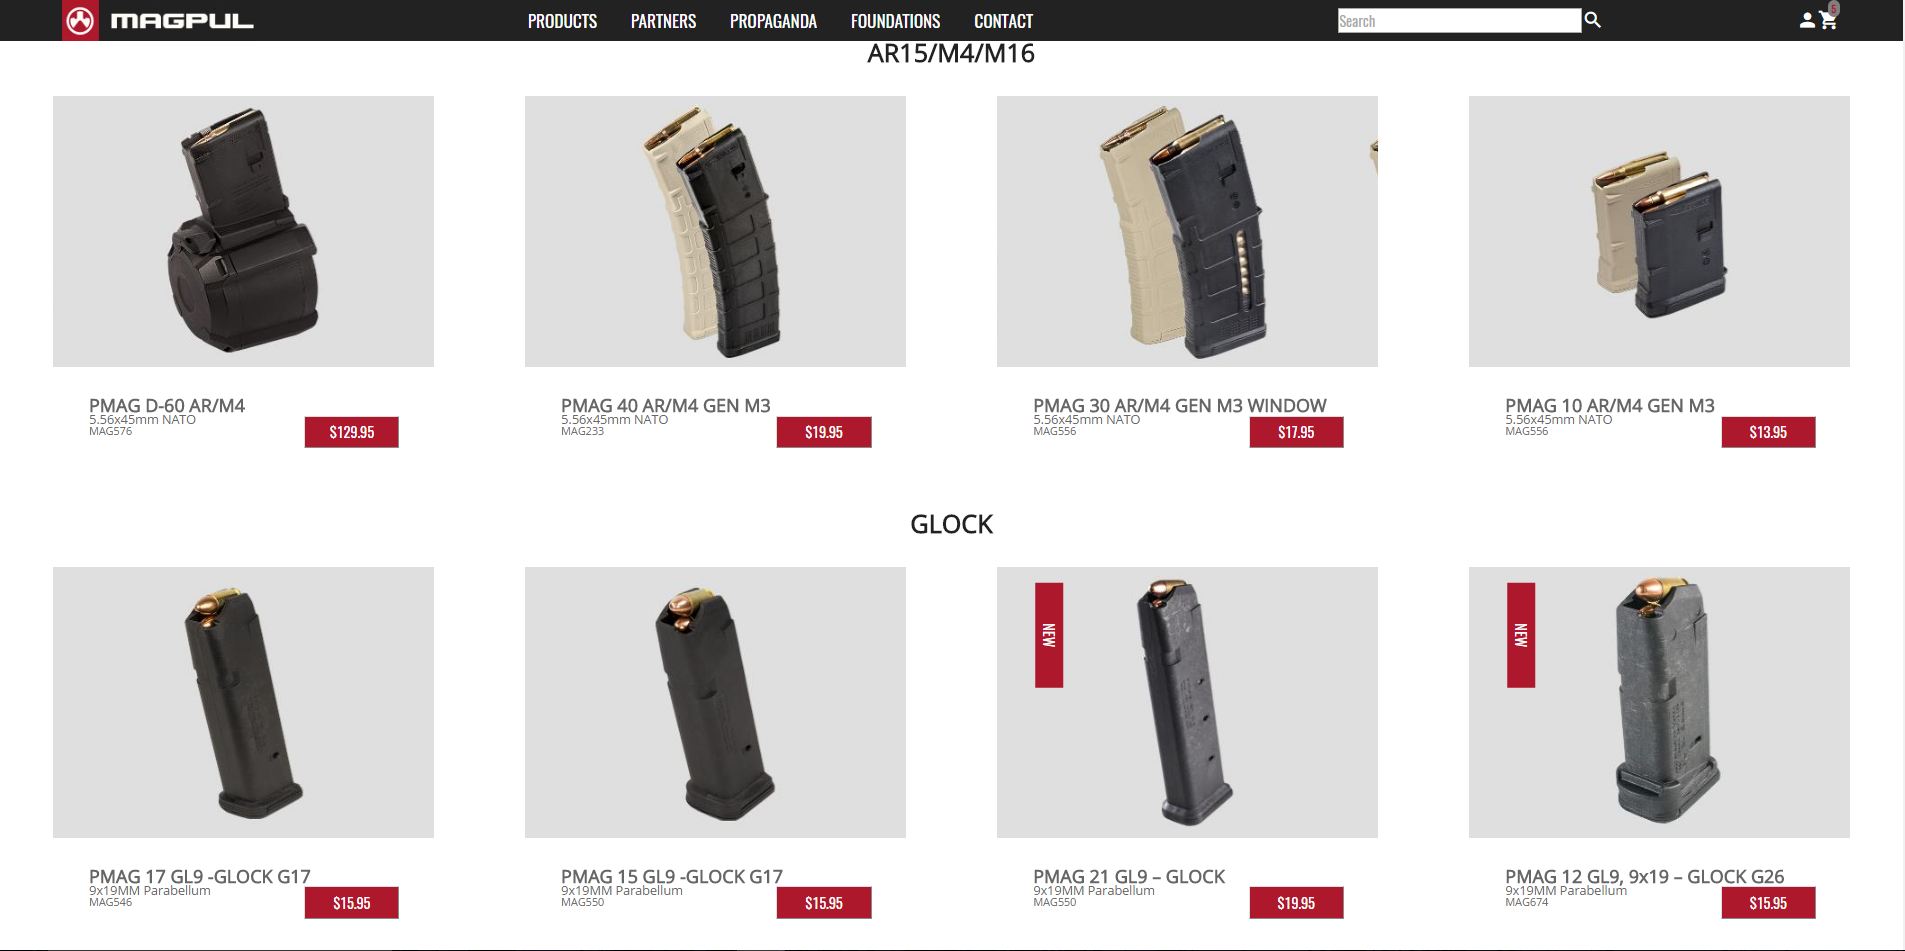 MAGPUL
PRODUCTS PARTNERS PROPAGANDA FOUNDATIONS CONTACT
Search
5
AR15/M4/M16
PMAG D-60 AR/M4
5.56x45mm NATO
MAG576
$129.95
PMAG 40 AR/M4 GEN M3
5.56x45mm NATO
MAG233
$19.95
PMAG 30 AR/M4 GEN M3 WINDOW
5.56x45mm NATO
MAG556
$17.95
PMAG 10 AR/M4 GEN M3
5.56x45mm NATO
MAG556
$13.95
GLOCK
NEW
NEW
PMAG 17 GL9 -GLOCK G17
9x19MM Parabellum
MAG546
$15.95
PMAG 15 GL9 -GLOCK G17
9x19MM Parabellum
MAG550
$15.95
PMAG 21 GL9 – GLOCK
9x19MM Parabellum
MAG550
$19.95
PMAG 12 GL9, 9x19 – GLOCK G26
9x19MM Parabellum
MAG674
$15.95